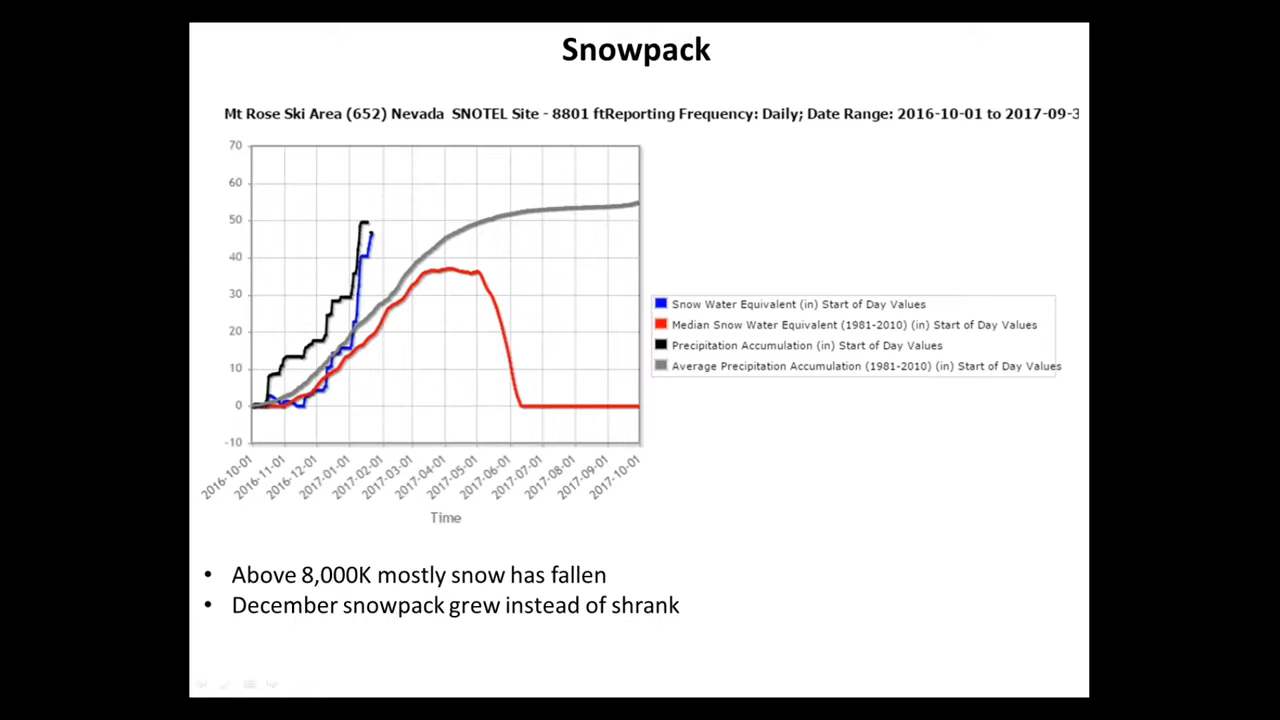 Snowpack
Mt Rose Ski Area (652) Nevada SNOTEL Site - 8801 ftReporting Frequency: Daily; Date Range: 2016-10-01 to 2017-09-3
70
60
50
40
30
20
10
0
-10
2016-10-01
2016-11-01
2016-12-01
2017-01-01
2017-02-01
2017-03-01
2017-04-01
2017-05-01
2017-06-01
2017-07-01
2017-08-01
2017-09-01
2017-10-01
Time
Snow Water Equivalent (in) Start of Day Values
Median Snow Water Equivalent (1981-2010) (in) Start of Day Values
Precipitation Accumulation (in) Start of Day Values
Average Precipitation Accumulation (1981-2010) (in) Start of Day Values
• Above 8,000K mostly snow has fallen
• December snowpack grew instead of shrank